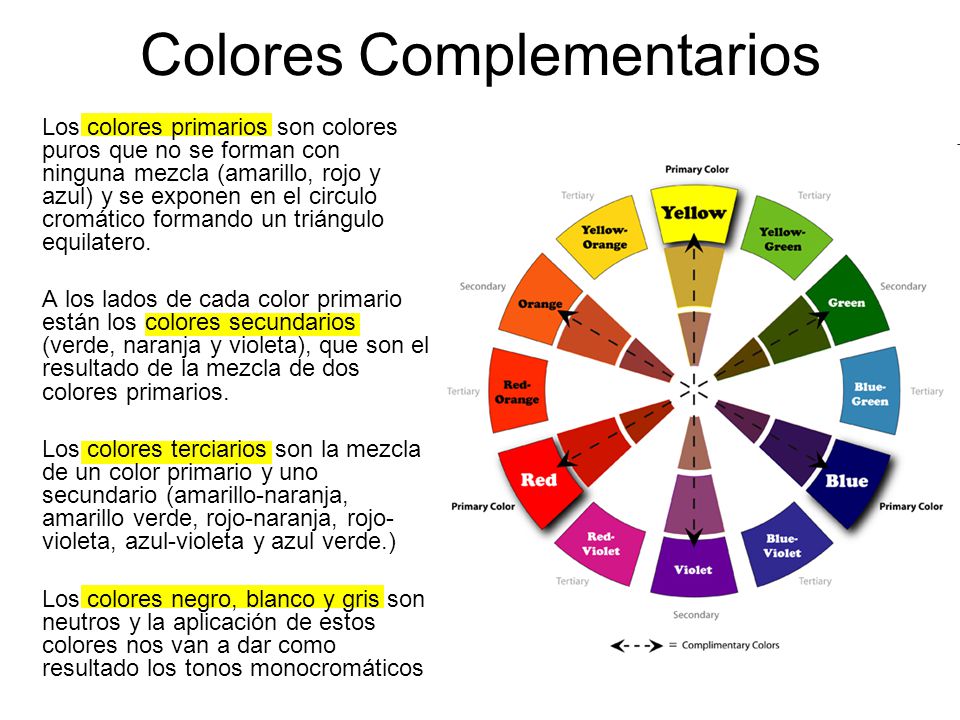 Colores Complementarios
Los colores primarios son colores
puros que no se forman con
ninguna mezcla (amarillo, rojo y
azul) y se exponen en el circulo
cromático formando un triángulo
equilatero.
A los lados de cada color primario
están los colores secundarios
(verde, naranja y violeta), que son el
resultado de la mezcla de dos
colores primarios.
Los colores terciarios son la mezcla
de un color primario y uno
secundario (amarillo-naranja,
amarillo verde, rojo-naranja, rojo-
violeta, azul-violeta y azul verde.)
Los colores negro, blanco y gris son
neutros y la aplicación de estos
colores nos van a dar como
resultado los tonos monocromáticos
Primary Color
Yellow
Tertiary
Yellow-
Orange
Tertiary
Yellow-
Green
Secondary
Orange
Secondary
Green
Tertiary
Red-
Orange
Blue-
Green
Tertiary
Red
Primary Color
Blue
Primary Color
Red-
Violet
Tertiary
Violet
Secondary
Blue-
Violet
Tertiary
= Complimentary Colors